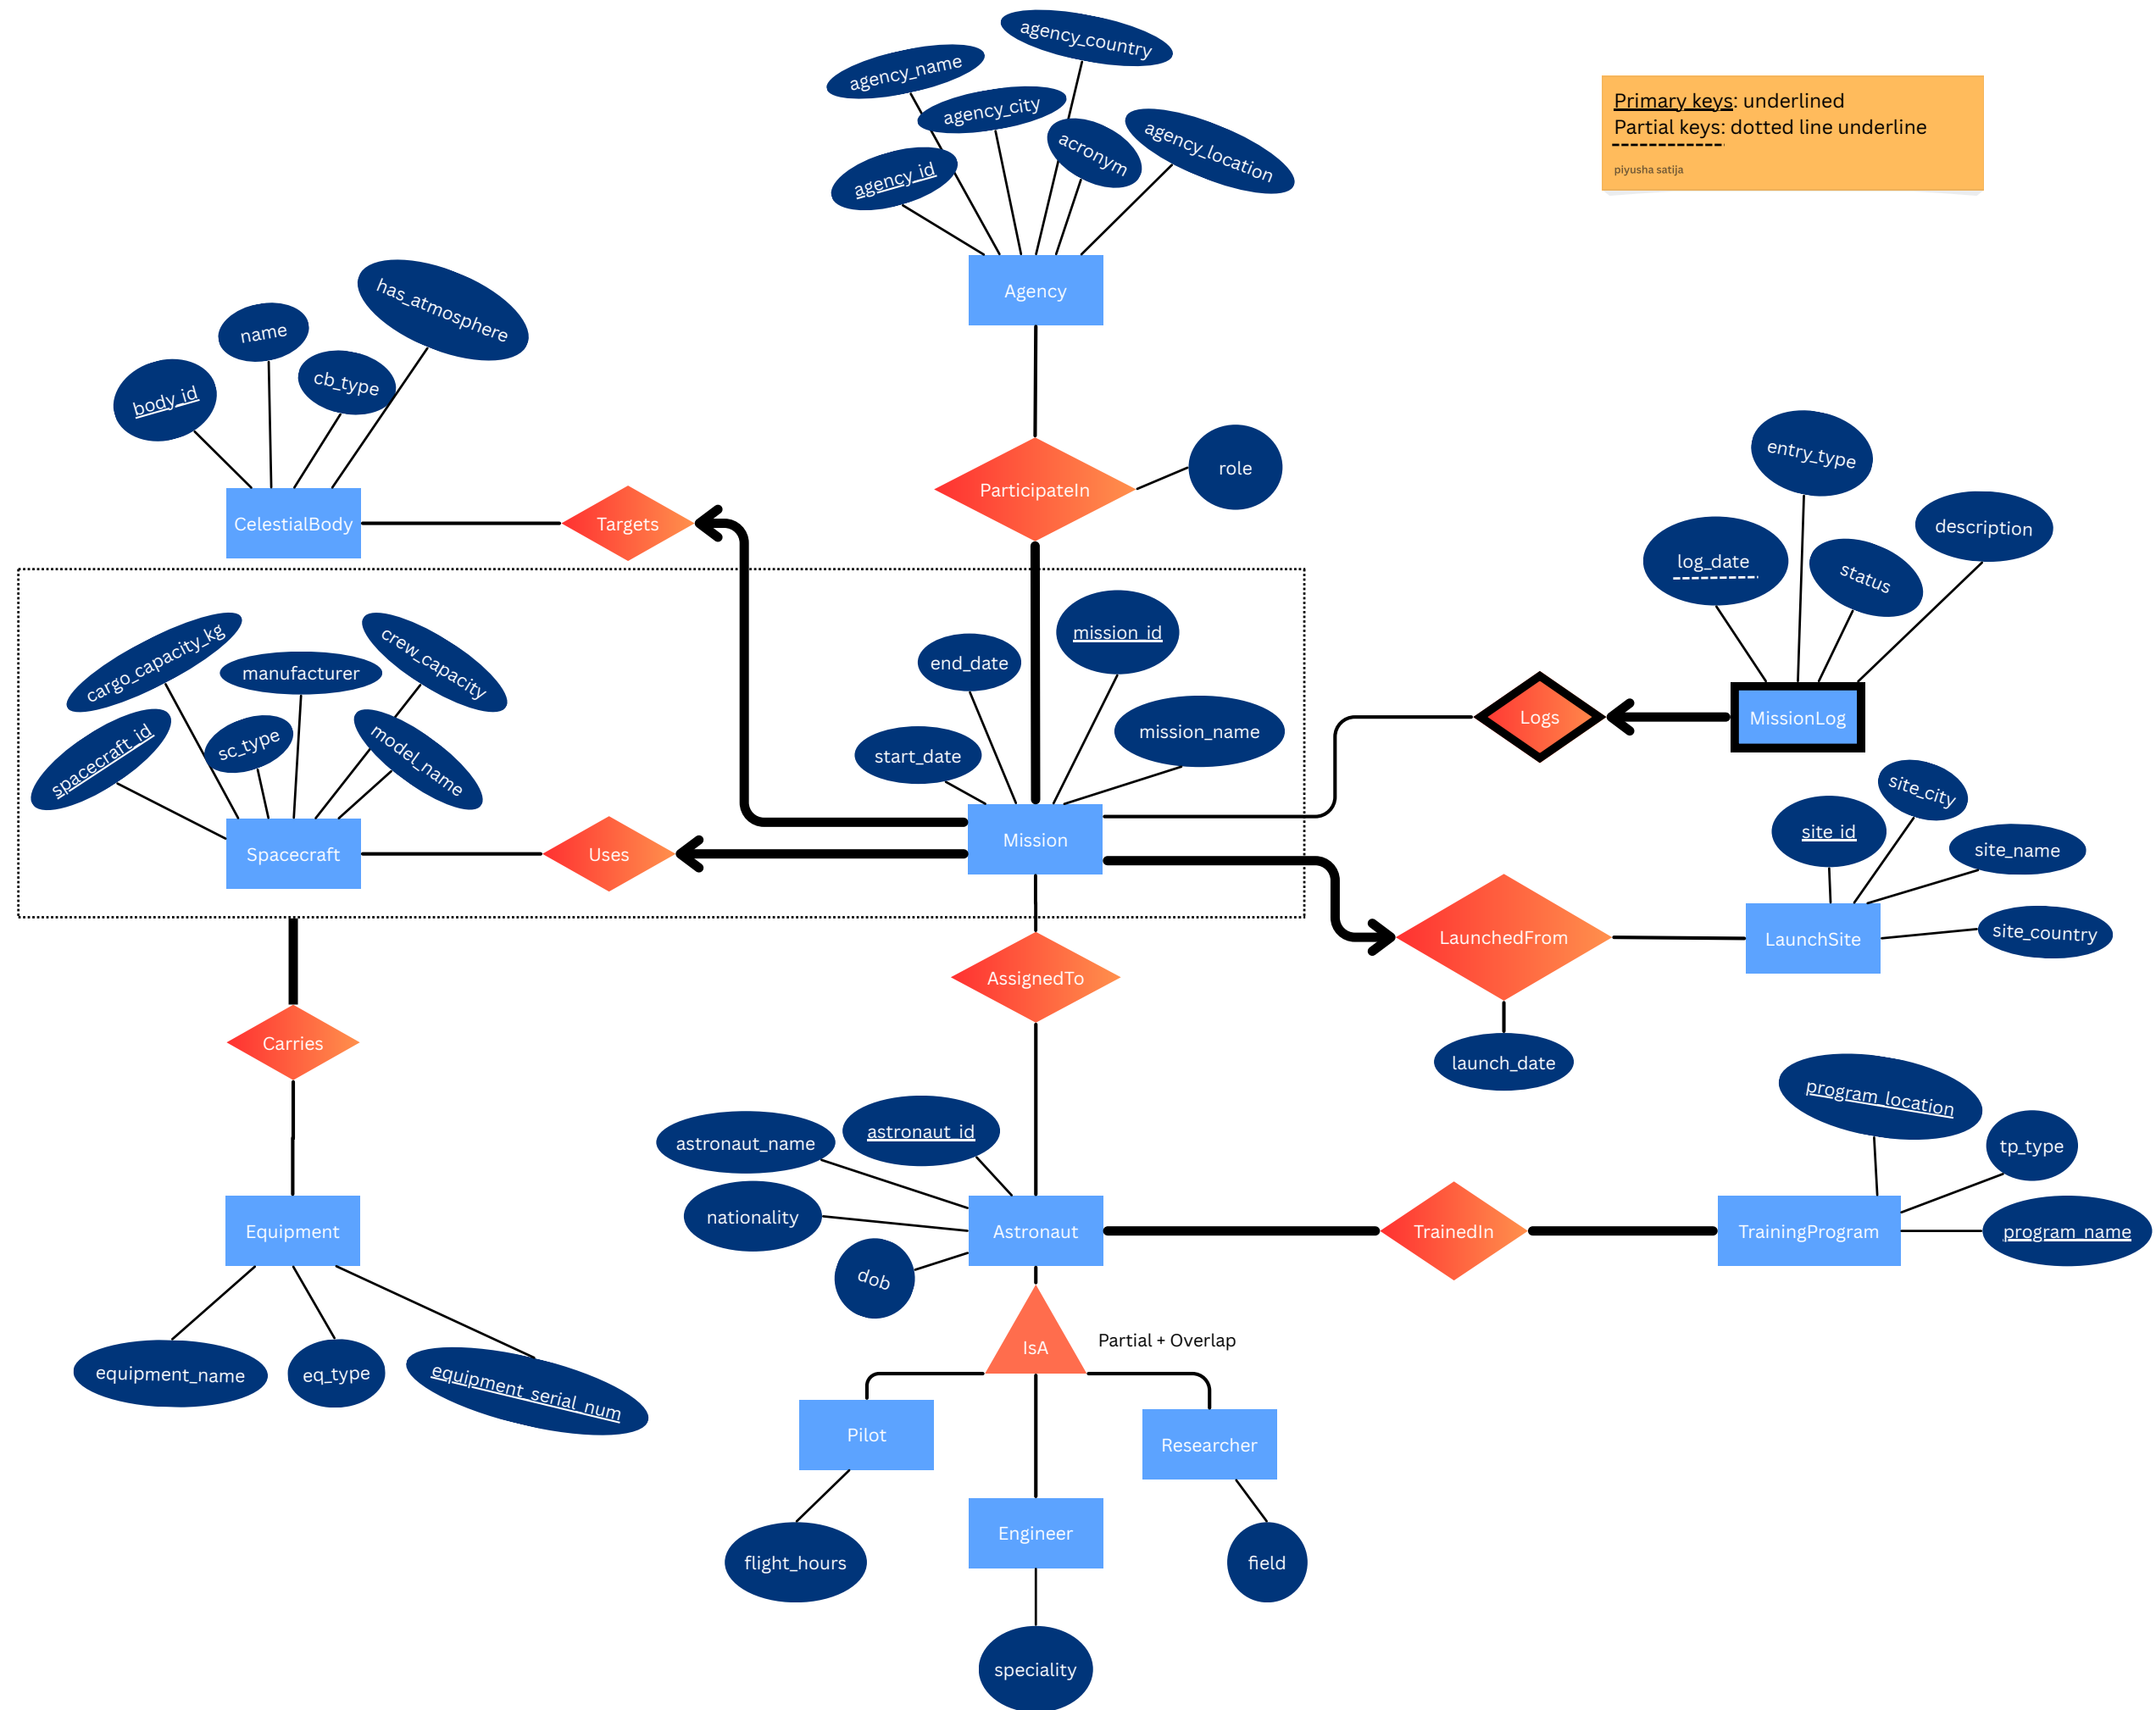 agency_country
agency_name
agency_city
acronym
agency_location
agency_id
Agency
Primary keys: underlined
Partial keys: dotted line underline
piyusha satija
has_atmosphere
name
cb_type
body_id
CelestialBody
Targets
ParticipateIn
role
entry_type
log_date
status
description
Logs
MissionLog
cargo_capacity_kg
manufacturer
crew_capacity
spacecraft_id
sc_type
model_name
Spacecraft
Uses
end_date
mission_id
start_date
mission_name
Mission
site_id
site_city
site_name
site_country
LaunchedFrom
LaunchSite
launch_date
AssignedTo
Carries
Equipment
equipment_name
eq_type
equipment_serial_num
astronaut_name
astronaut_id
nationality
dob
Astronaut
TrainedIn
TrainingProgram
program_location
tp_type
program_name
IsA
Partial + Overlap
Pilot
Researcher
Engineer
flight_hours
field
speciality